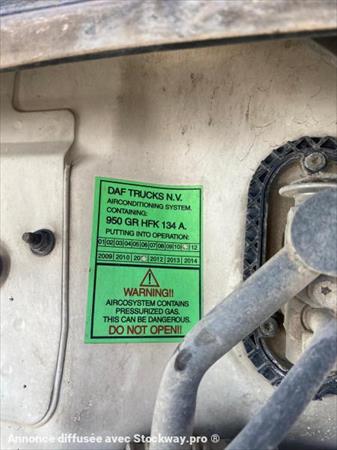 DAF TRUCKS N.V.
AIRCONDITIONING SYSTEM.
CONTAINING:
950 GR HFK 134 A.
PUTTING INTO OPERATION:
01 02 03 04 05 06 07 08 09 10 12
2009 2010 2012 2013 2014
WARNING!!
AIRCOSYSTEM CONTAINS
PRESSURIZED GAS.
THIS CAN BE DANGEROUS.
DO NOT OPEN!!
Annonce diffusée avec Stockway.pro ®